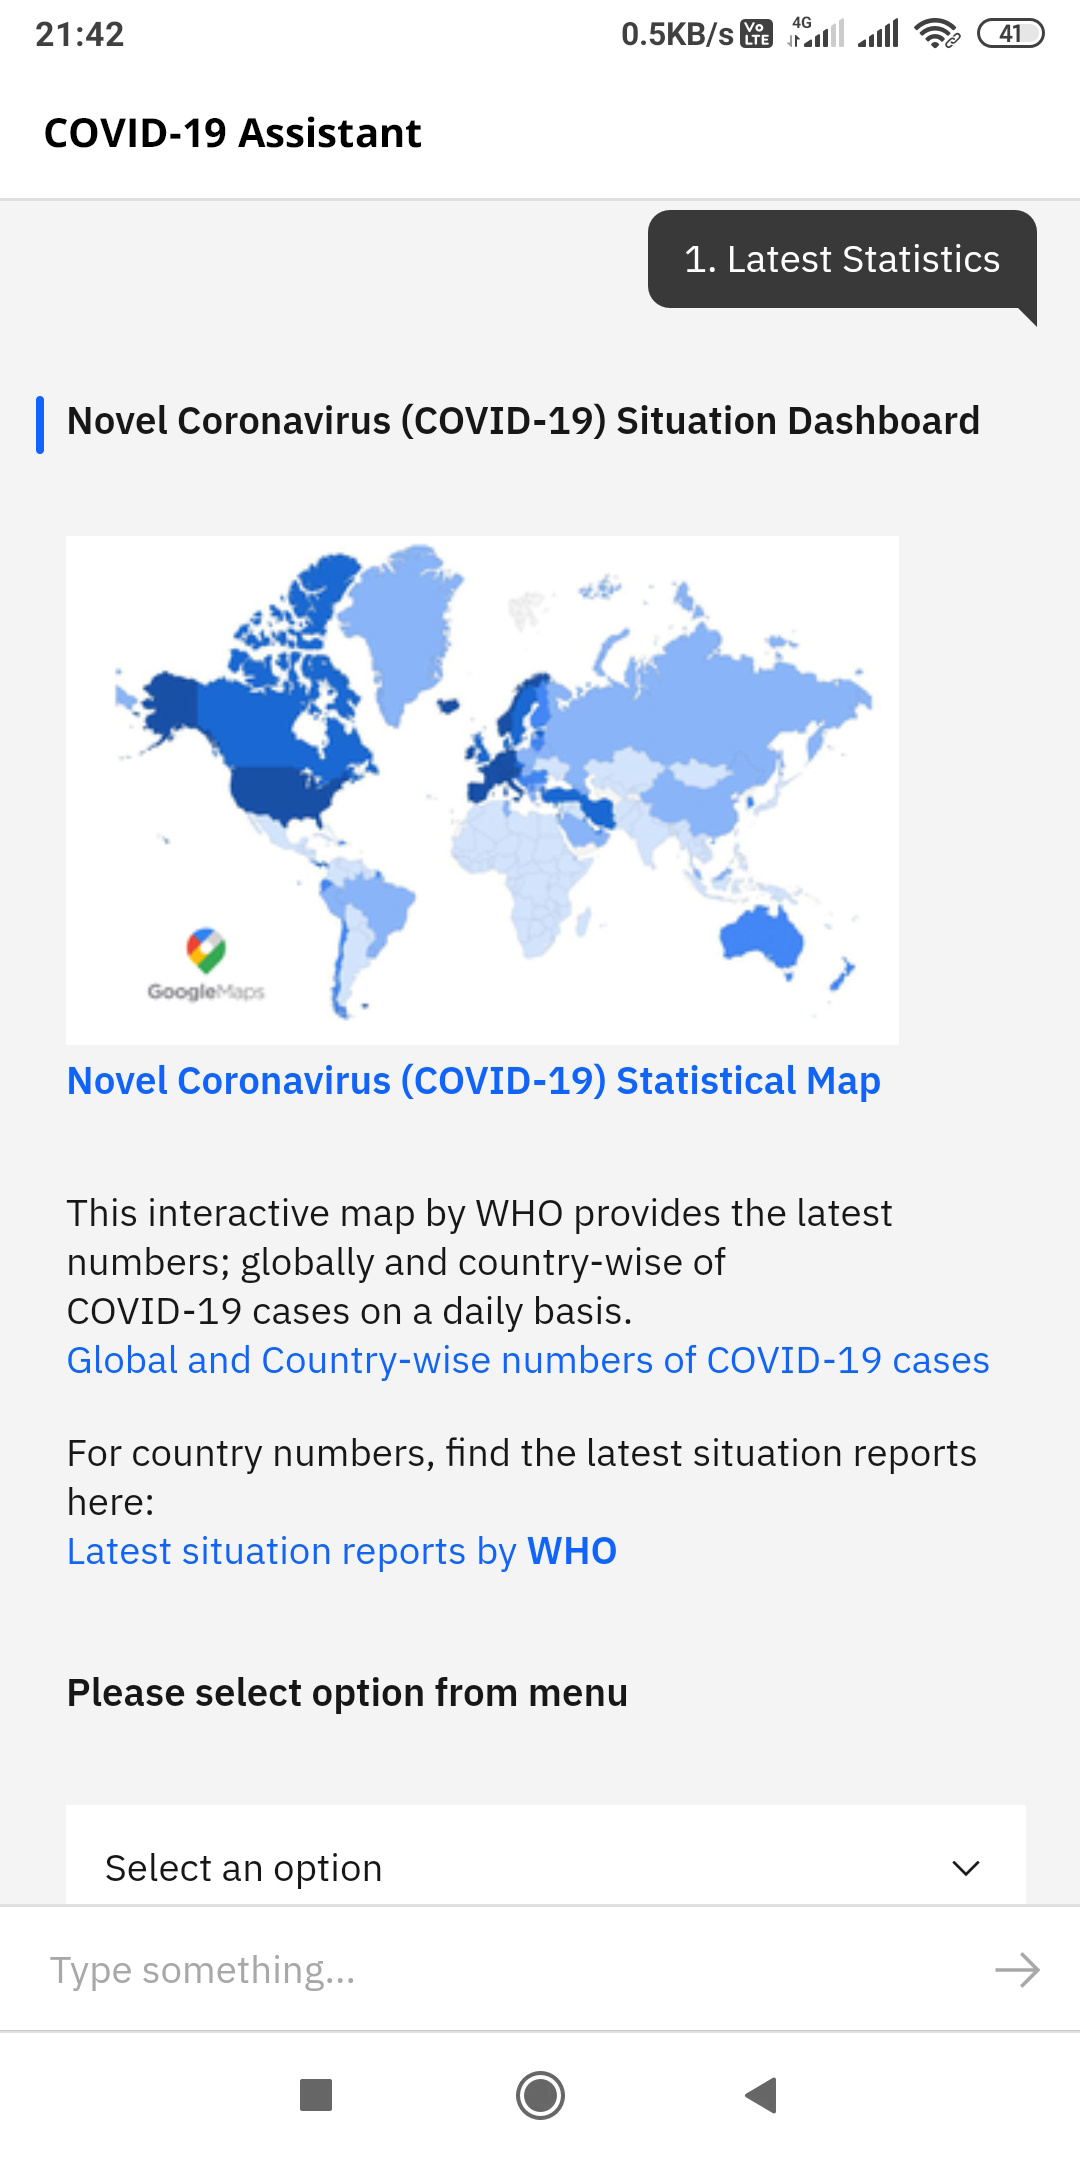 21:42
0.5KB/s Vo LTE 4G 41
COVID-19 Assistant
1. Latest Statistics
Novel Coronavirus (COVID-19) Situation Dashboard
GoogleMaps
Novel Coronavirus (COVID-19) Statistical Map
This interactive map by WHO provides the latest
numbers; globally and country-wise of
COVID-19 cases on a daily basis.
Global and Country-wise numbers of COVID-19 cases
For country numbers, find the latest situation reports
here:
Latest situation reports by WHO
Please select option from menu
Select an option
Type something...